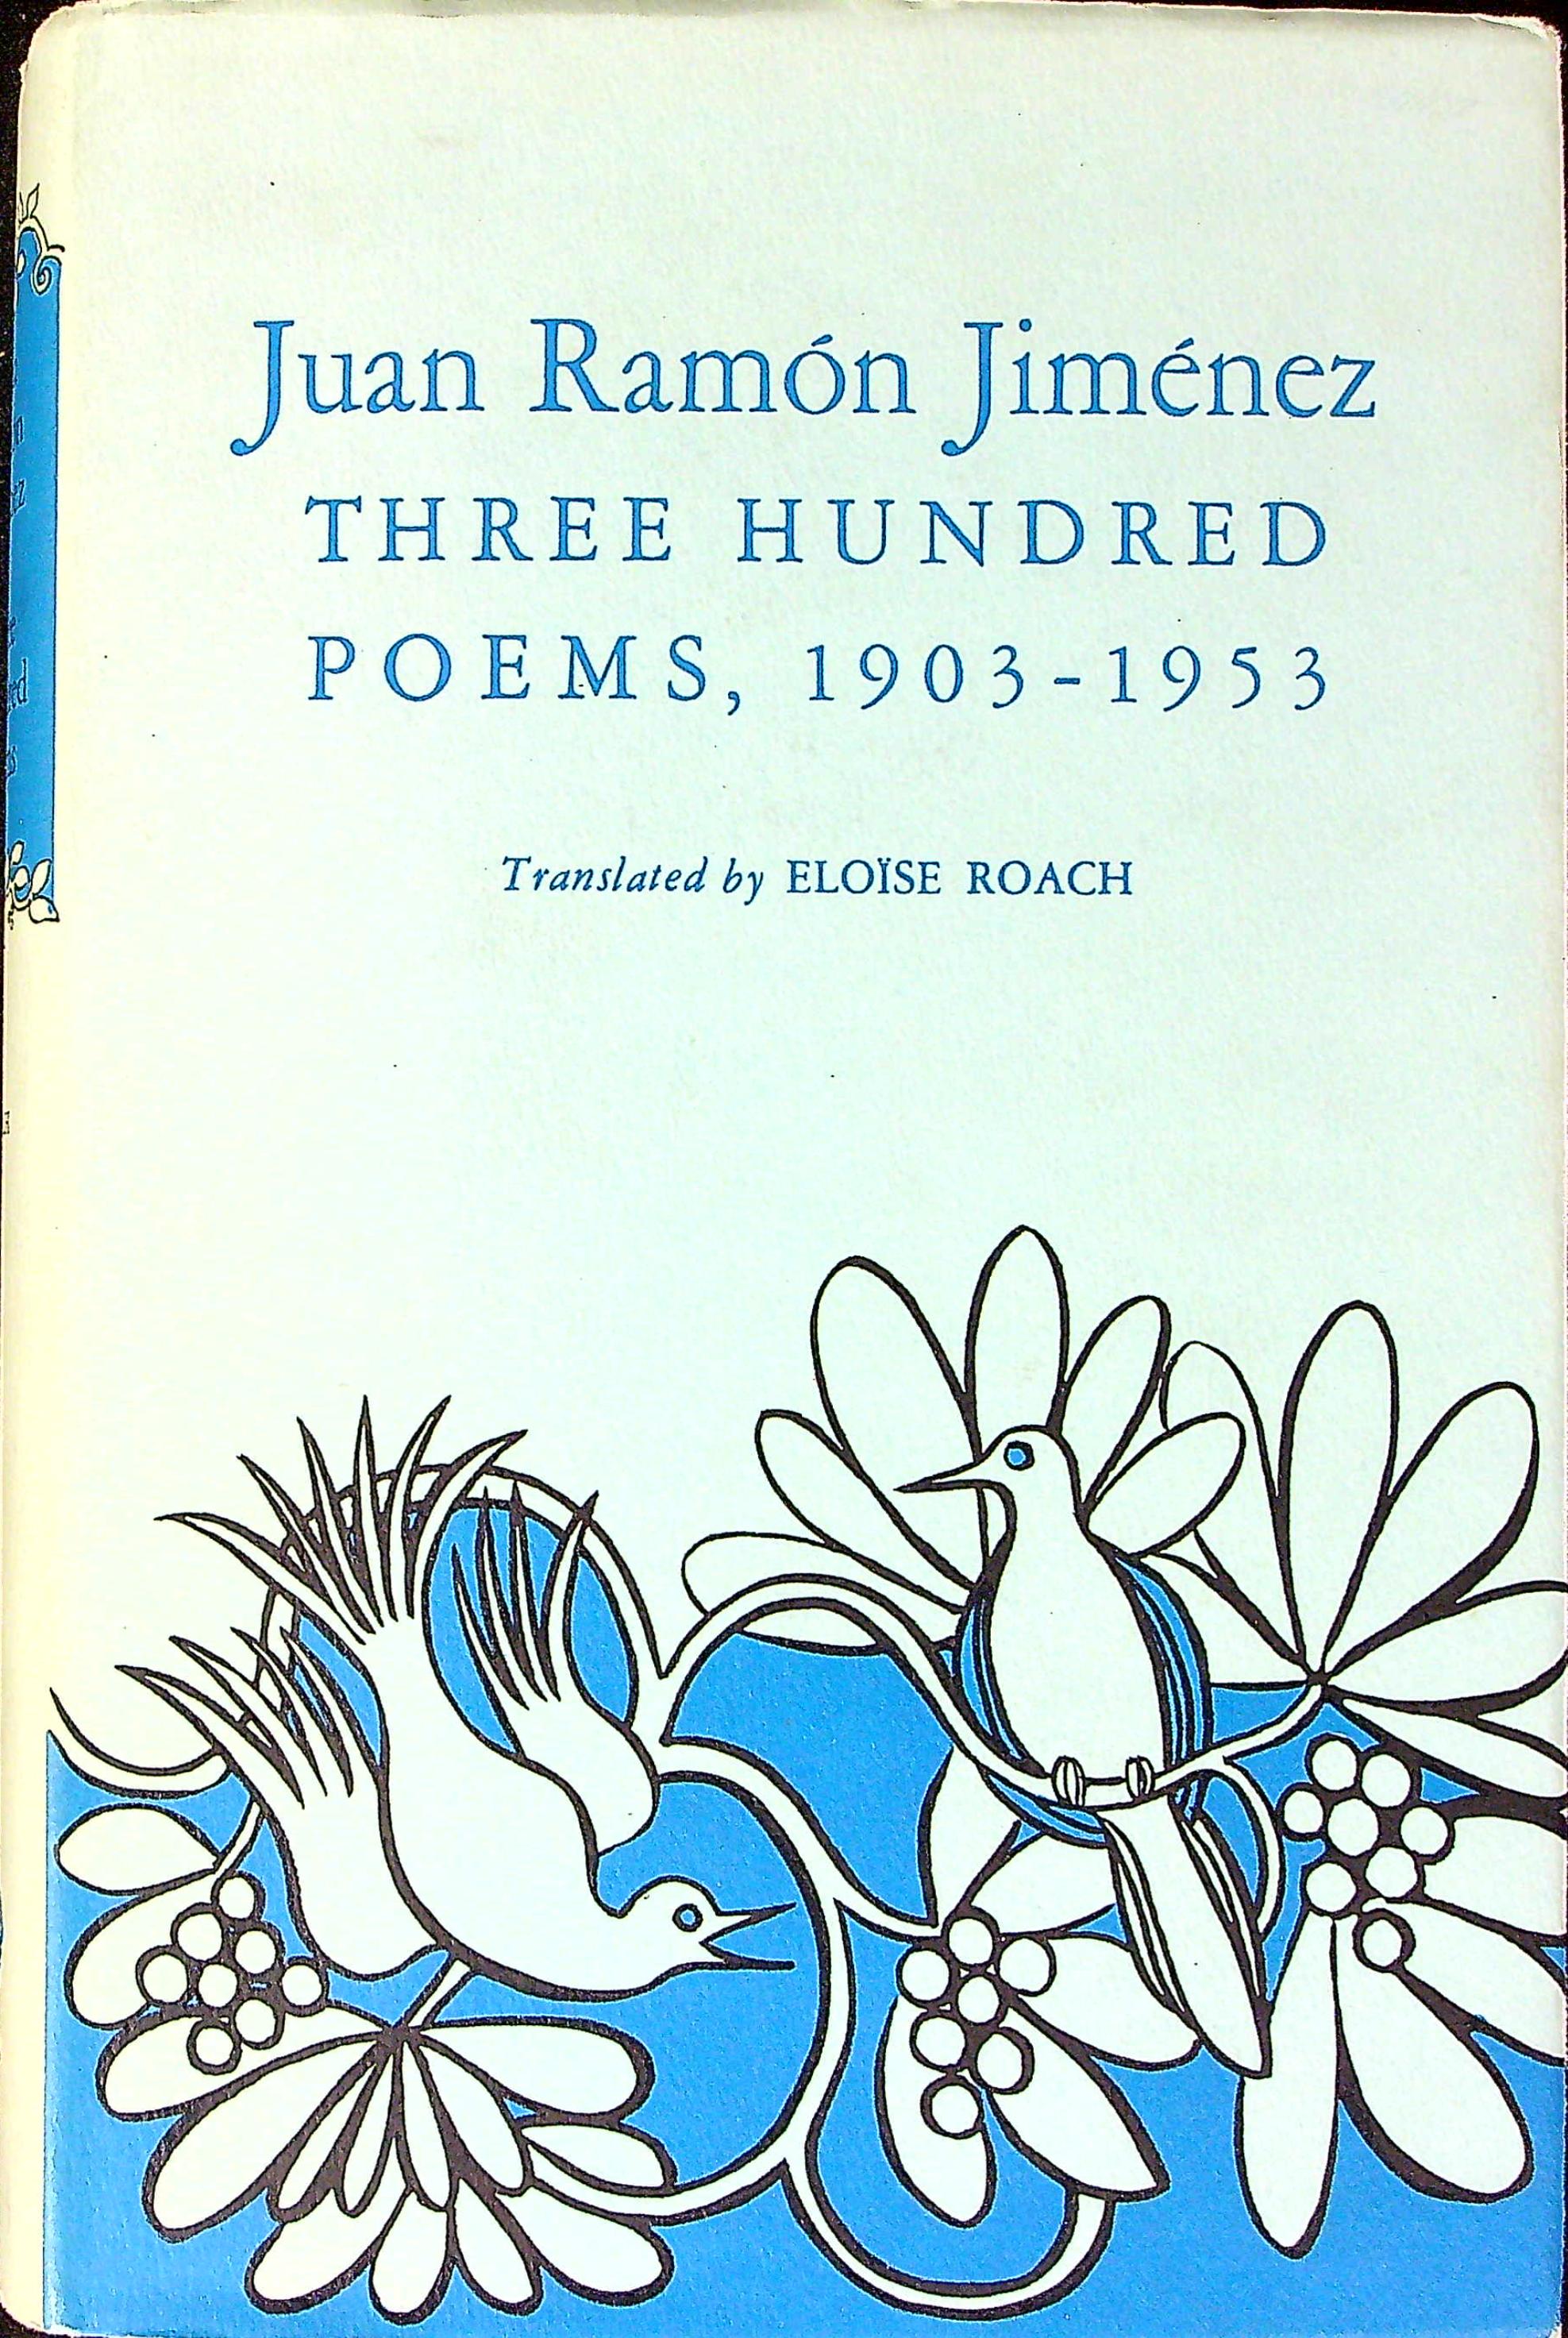 Juan Ramón Jiménez
THREE HUNDRED
POEMS, 1903-1953
Translated by ELOÏSE ROACH